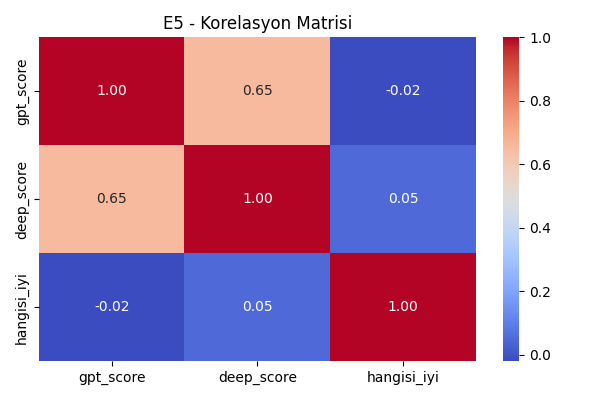 E5 - Korelasyon Matrisi
gpt_score
1.00
0.65
-0.02
deep_score
0.65
1.00
0.05
hangisi_iyi
-0.02
0.05
1.00
gpt_score
deep_score
hangisi_iyi
1.0
0.8
0.6
0.4
0.2
0.0